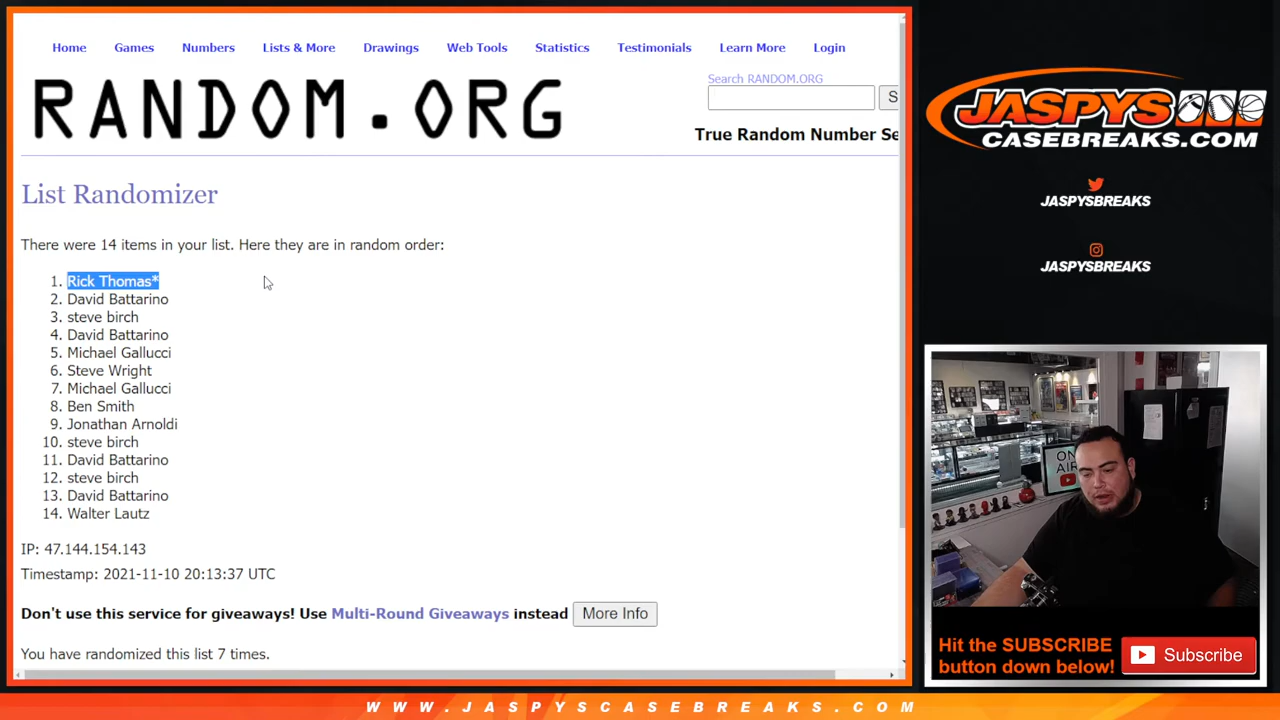 Home Games Numbers Lists & More Drawings Web Tools Statistics Testimonials Learn More Login
RANDOM.ORG
Search RANDOM.ORG
S
True Random Number Se
List Randomizer
There were 14 items in your list. Here they are in random order:
1. Rick Thomas*
2. David Battarino
3. steve birch
4. David Battarino
5. Michael Gallucci
6. Steve Wright
7. Michael Gallucci
8. Ben Smith
9. Jonathan Arnoldi
10. steve birch
11. David Battarino
12. steve birch
13. David Battarino
14. Walter Lautz
IP: 47.144.154.143
Timestamp: 2021-11-10 20:13:37 UTC
Don't use this service for giveaways! Use Multi-Round Giveaways instead More Info
You have randomized this list 7 times.
JASPYS
CASEBREAKS.COM
JASPYSBREAKS
JASPYSBREAKS
ON
AIR
Hit the SUBSCRIBE
button down below!
Subscribe
WWW.JASPYSCASEBREAKS.COM